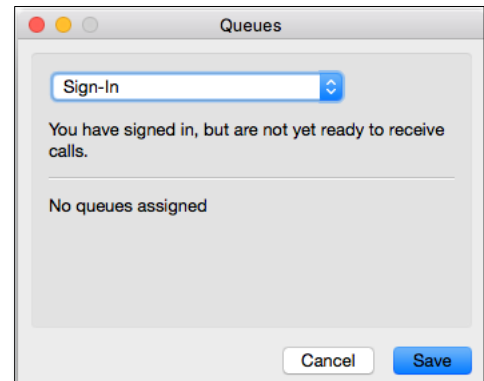 Queues
Sign-In
You have signed in, but are not yet ready to receive
calls.
No queues assigned
Cancel
Save